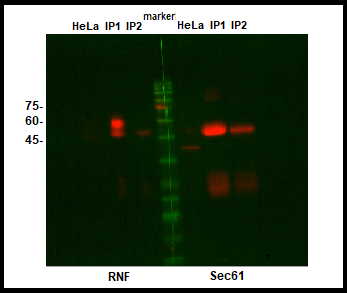 marker
HeLa IP1 IP2 HeLa IP1 IP2
75-
60-
45-
RNF Sec61